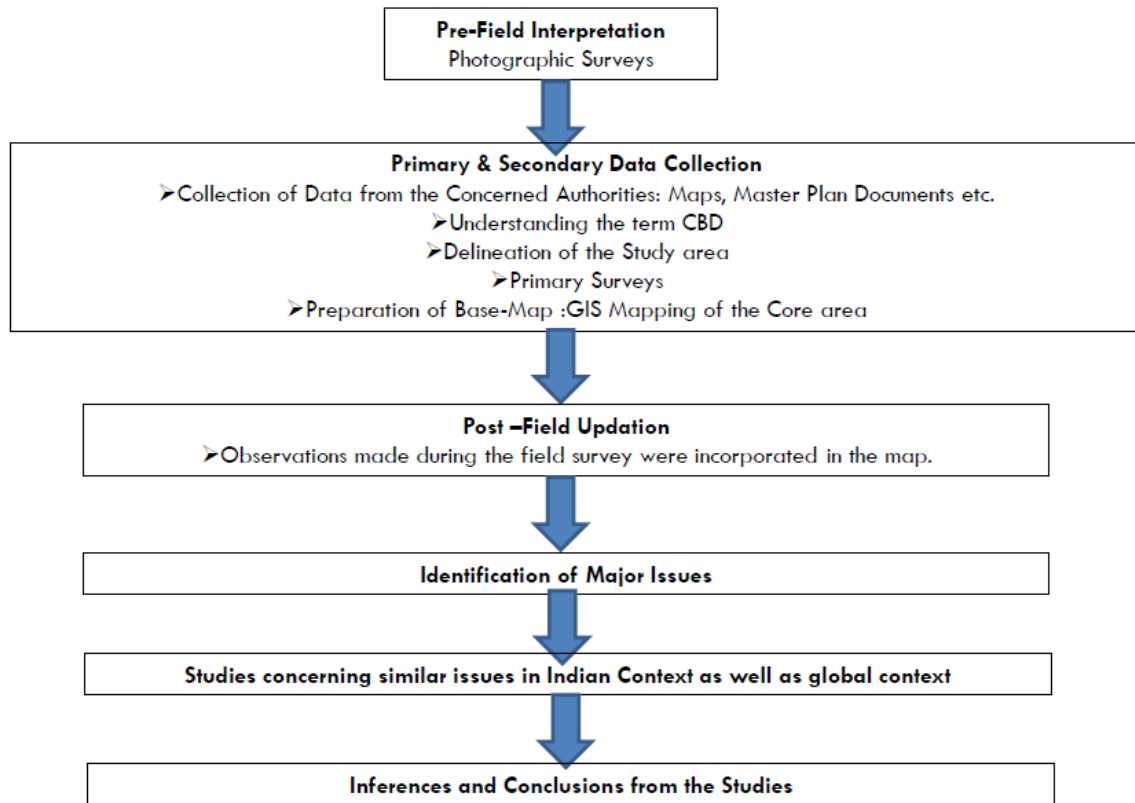 Pre-Field Interpretation
Photographic Surveys
Primary & Secondary Data Collection
➤Collection of Data from the Concerned Authorities: Maps, Master Plan Documents etc.
➤Understanding the term CBD
➤Delineation of the Study area
➤Primary Surveys
➤Preparation of Base-Map :GIS Mapping of the Core area
Post –Field Updation
➤Observations made during the field survey were incorporated in the map.
Identification of Major Issues
Studies concerning similar issues in Indian Context as well as global context
Inferences and Conclusions from the Studies